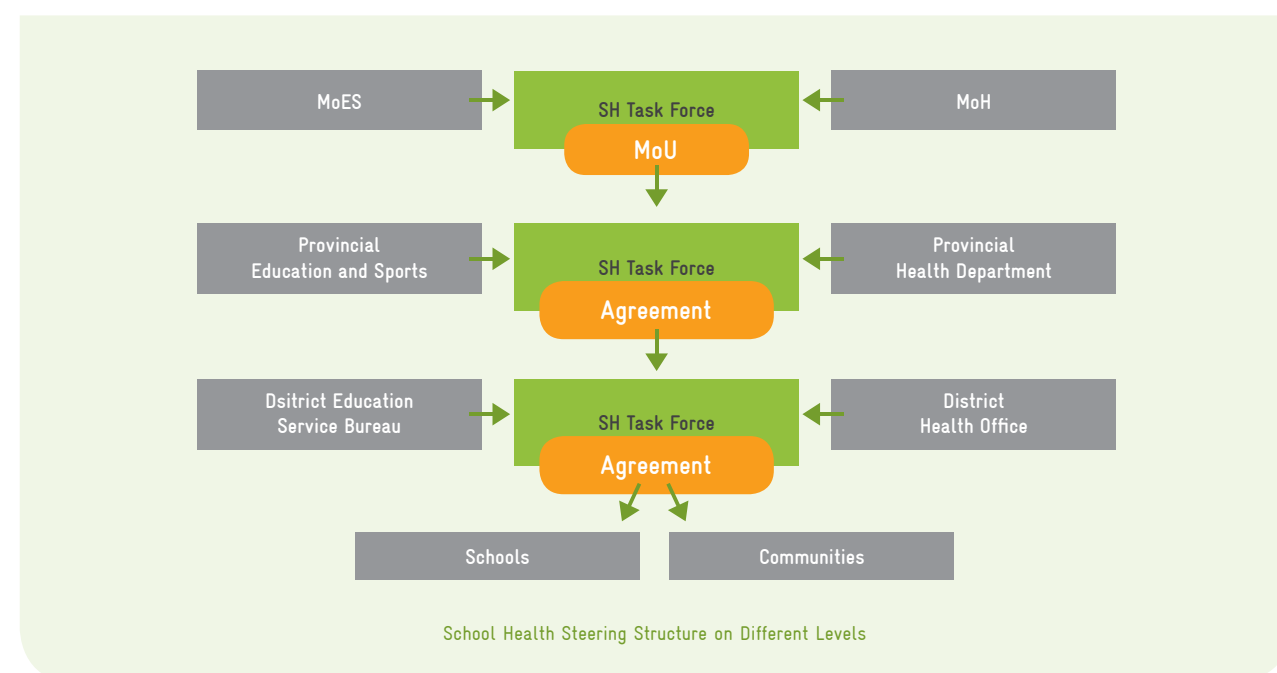 MoES
SH Task Force
MoH
MoU
Provincial
Education and Sports
SH Task Force
Provincial
Health Department
Agreement
Dsitrict Education
Service Bureau
SH Task Force
District
Health Office
Agreement
Schools
Communities
School Health Steering Structure on Different Levels